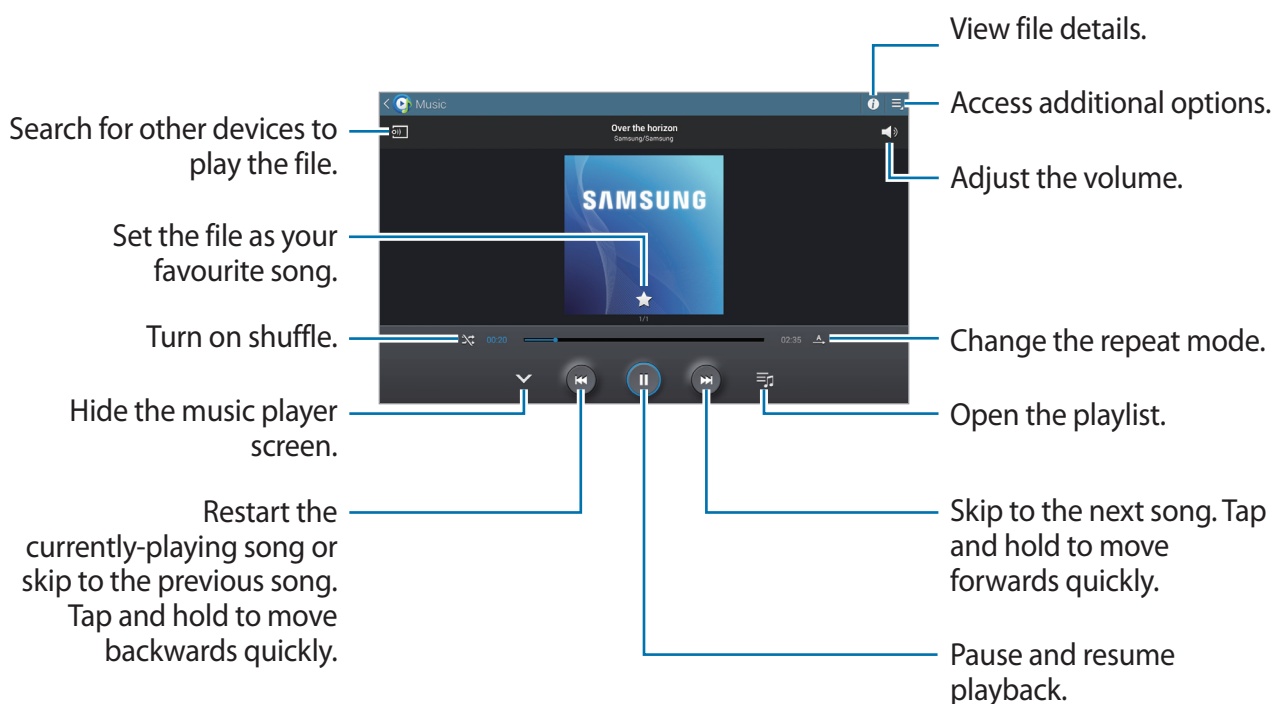 View file details.
Music
Access additional options.
Search for other devices to
play the file.
Over the horizon
Samsung/Samsung
Adjust the volume.
SAMSUNG
Set the file as your
favourite song.
1/1
Turn on shuffle.
00:20
02:35
A
Change the repeat mode.
Hide the music player
screen.
Open the playlist.
Restart the
currently-playing song or
skip to the previous song.
Tap and hold to move
backwards quickly.
Skip to the next song. Tap
and hold to move
forwards quickly.
Pause and resume
playback.